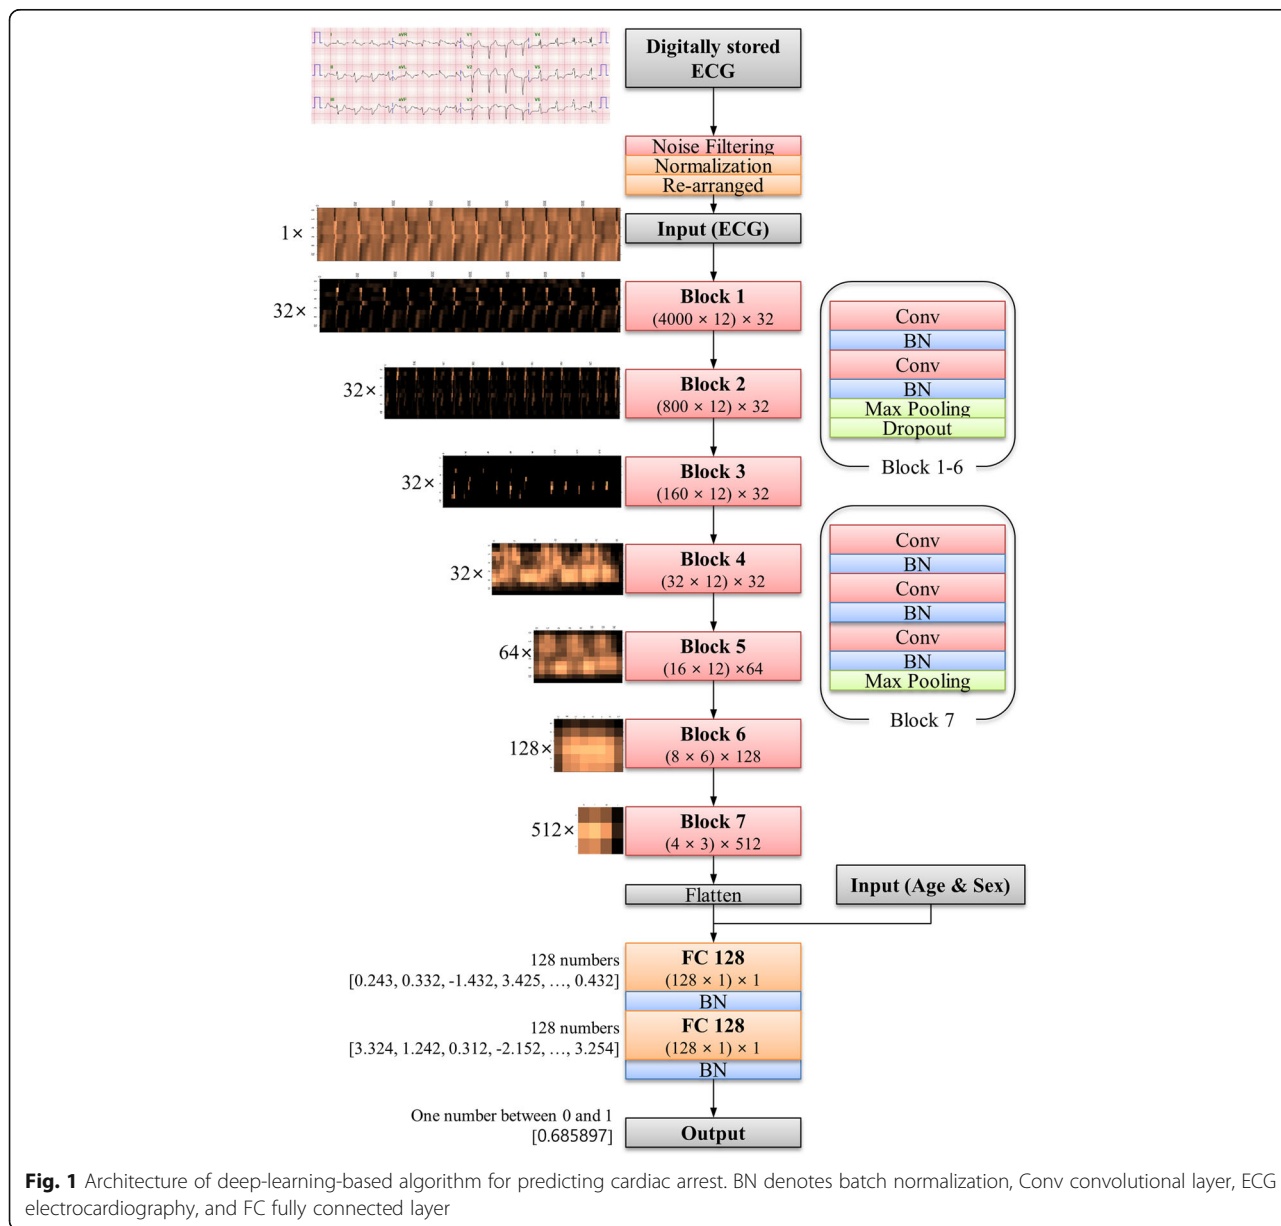 Digitally stored
ECG
Noise Filtering
Normalization
Re-arranged
1×
Input (ECG)
32×
Block 1
(4000 × 12) × 32
32×
Block 2
(800 × 12) × 32
32×
Block 3
(160 × 12) × 32
32×
Block 4
(32 × 12) × 32
64×
Block 5
(16 × 12) ×64
128×
Block 6
(8 × 6) × 128
512×
Block 7
(4 × 3) × 512
Conv
BN
Conv
BN
Max Pooling
Dropout
Block 1-6
Conv
BN
Conv
BN
Conv
BN
Max Pooling
Block 7
Flatten
Input (Age & Sex)
128 numbers
[0.243, 0.332, -1.432, 3.425, …, 0.432]
FC 128
(128 × 1) × 1
BN
128 numbers
[3.324, 1.242, 0.312, -2.152, …, 3.254]
FC 128
(128 × 1) × 1
BN
One number between 0 and 1
[0.685897]
Output
Fig. 1 Architecture of deep-learning-based algorithm for predicting cardiac arrest. BN denotes batch normalization, Conv convolutional layer, ECG
electrocardiography, and FC fully connected layer